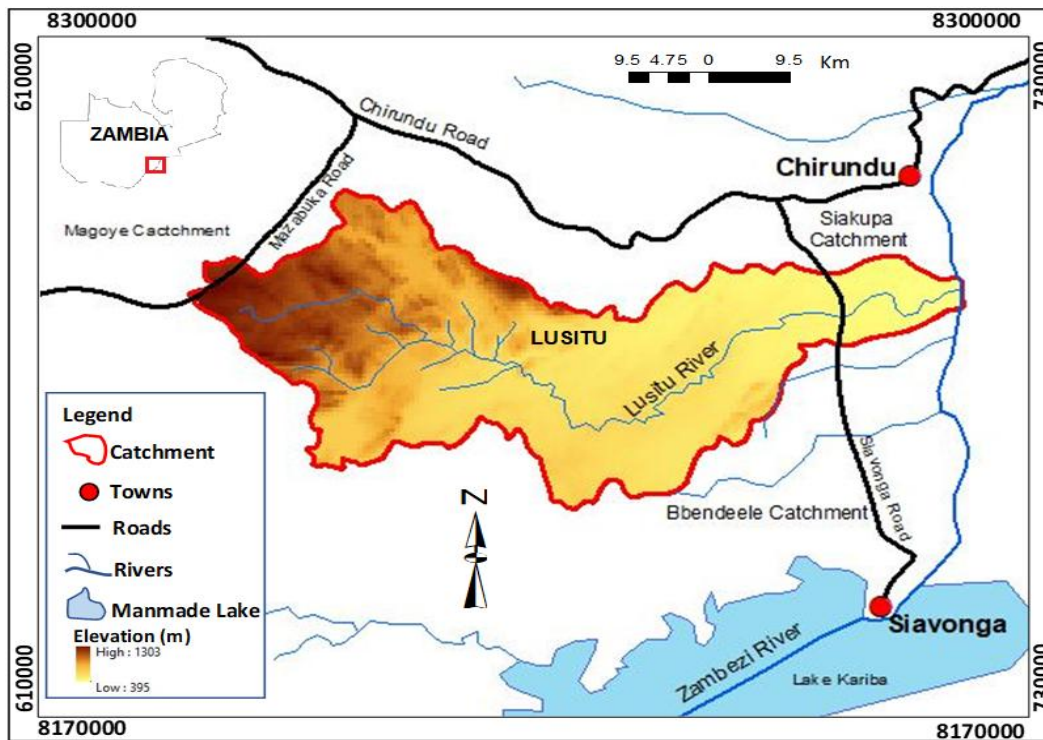 8300000
8300000
610000
730000
9.5 4.75 0 9.5 Km
ZAMBIA
Chirundu Road
Mazabuka Road
Chirundu
Siakupa
Catchment
Magoye Cactchment
LUSITU
Lusitu River
Siavonga Road
Legend
Catchment
Towns
Roads
Rivers
Manmade Lake
Elevation (m)
High : 1303
Low : 395
N
Bbendeele Catchment
Siavonga
Zambezi River
Lake Kariba
610000
730000
8170000
8170000